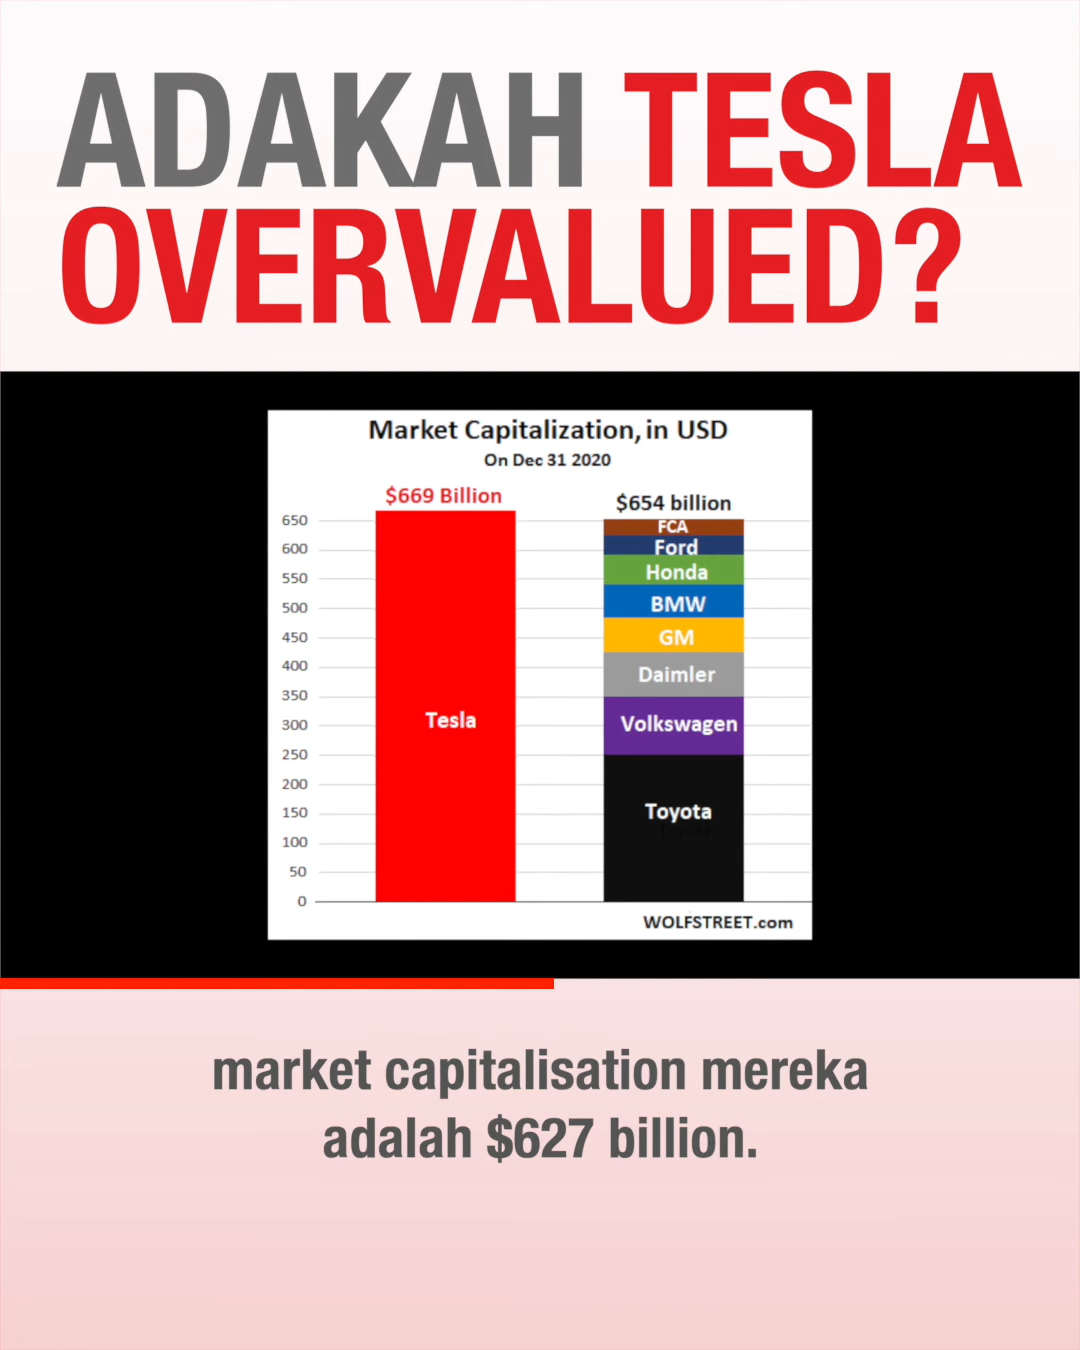 ADAKAH TESLA
OVERVALUED?
Market Capitalization, in USD
On Dec 31 2020
$669 Billion
$654 billion
650
600
550
500
450
400
350
300
250
200
150
100
50
0
Tesla
FCA
Ford
Honda
BMW
GM
Daimler
Volkswagen
Toyota
Toyota
WOLFSTREET.com
market capitalisation mereka
adalah $627 billion.